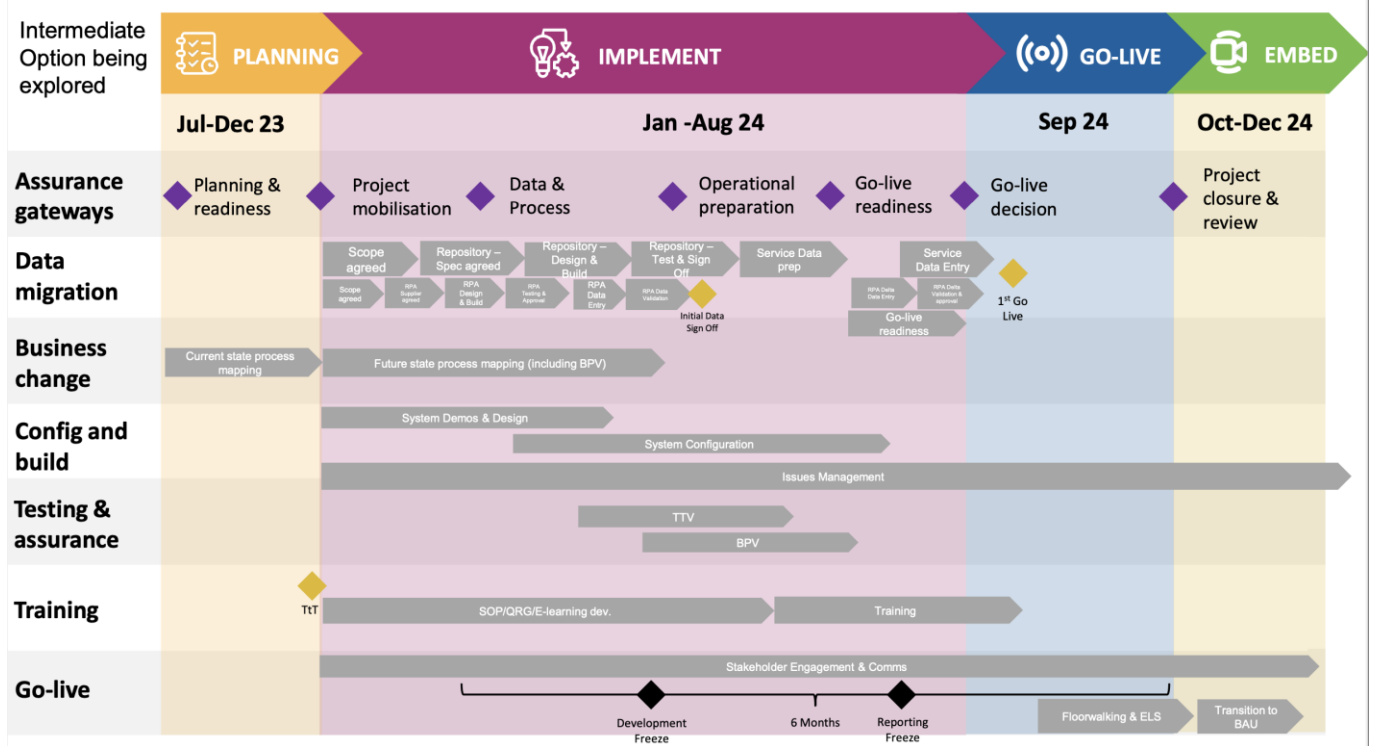 Intermediate
Option being
explored
PLANNING
IMPLEMENT
GO-LIVE
EMBED
Jul-Dec 23
Jan -Aug 24
Sep 24
Oct-Dec 24
Assurance
gateways
Planning &
readiness
Project
mobilisation
Data &
Process
Operational
preparation
Go-live
readiness
Go-live
decision
Project
closure &
review
Data
migration
Scope
agreed
Repository –
Spec agreed
Repository –
Design &
Build
Repository –
Test & Sign
Off
Service Data
prep
Service
Data Entry
Scope
agreed
RPA
Supplier
agreed
RPA
Design
& Build
RPA
Testing &
Approval
RPA
Data
Entry
RPA Data
Validation
Initial Data
Sign Off
RPA Delta
Data Entry
RPA Delta
Validation &
approval
1st Go
Live
Go-live
readiness
Business
change
Current state process
mapping
Future state process mapping (including BPV)
Config and
build
System Demos & Design
System Configuration
Issues Management
Testing &
assurance
TTV
BPV
Training
TtT
SOP/QRG/E-learning dev.
Training
Go-live
Stakeholder Engagement & Comms
Development
Freeze
6 Months
Reporting
Freeze
Floorwalking & ELS
Transition to
BAU